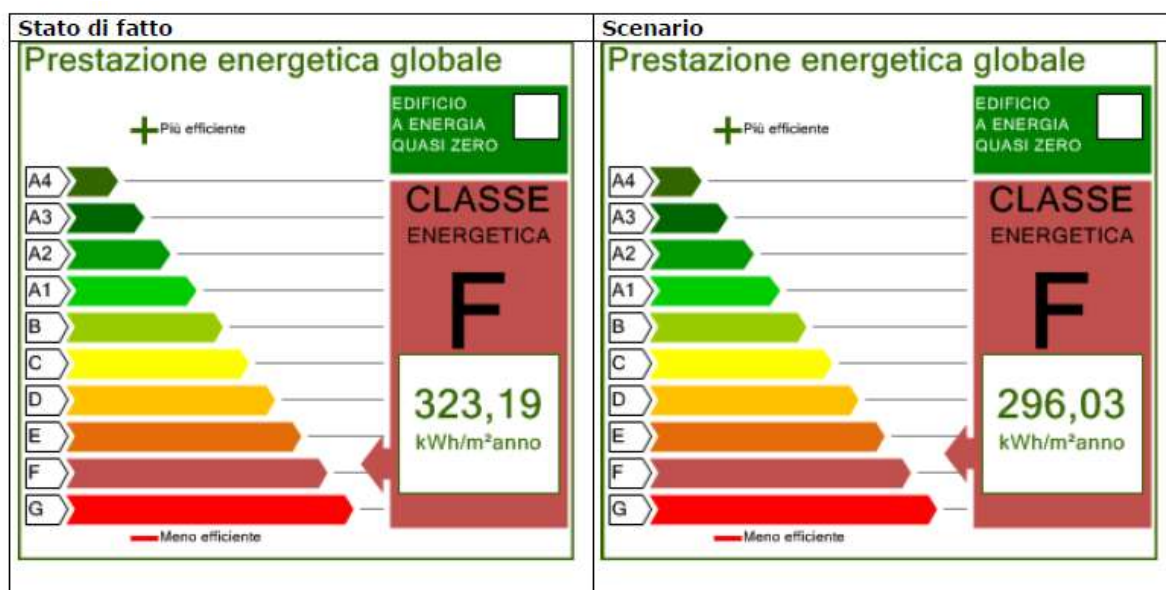 Stato di fatto
Prestazione energetica globale
EDIFICIO
A ENERGIA
QUASI ZERO
Più efficiente
A4
A3
A2
A1
B
C
D
E
F
G
CLASSE
ENERGETICA
F
323,19
kWh/m²anno
Meno efficiente
Scenario
Prestazione energetica globale
EDIFICIO
A ENERGIA
QUASI ZERO
Più efficiente
A4
A3
A2
A1
B
C
D
E
F
G
CLASSE
ENERGETICA
F
296,03
kWh/m²anno
Meno efficiente